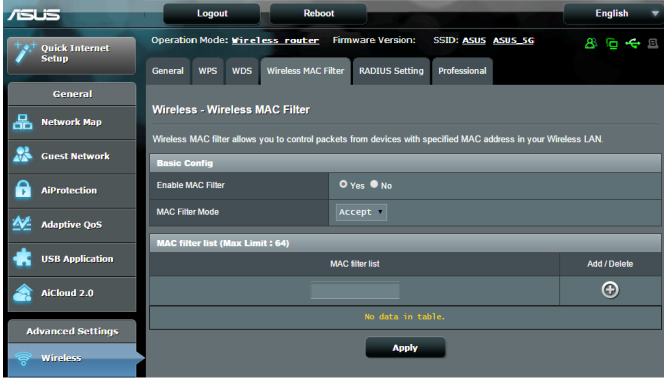 ASUS Logout Reboot English
Quick Internet Setup
Operation Mode: Wireless router Firmware Version: SSID: ASUS ASUS_5G
General WPS WDS Wireless MAC Filter RADIUS Setting Professional
General
Network Map
Guest Network
AiProtection
Adaptive QoS
USB Application
AiCloud 2.0
Advanced Settings
Wireless
Wireless - Wireless MAC Filter
Wireless MAC filter allows you to control packets from devices with specified MAC address in your Wireless LAN.
Basic Config
Enable MAC Filter Yes No
MAC Filter Mode Accept
MAC filter list (Max Limit : 64)
MAC filter list Add / Delete
No data in table.
Apply